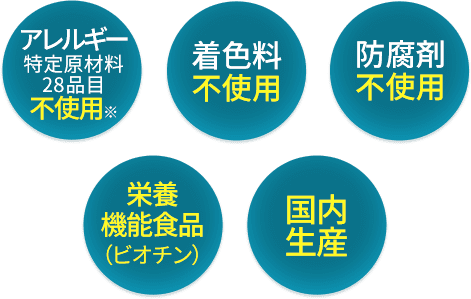 アレルギー
特定原材料
28品目
不使用※
着色料
不使用
防腐剤
不使用
栄養
機能食品
（ビオチン）
国内
生産